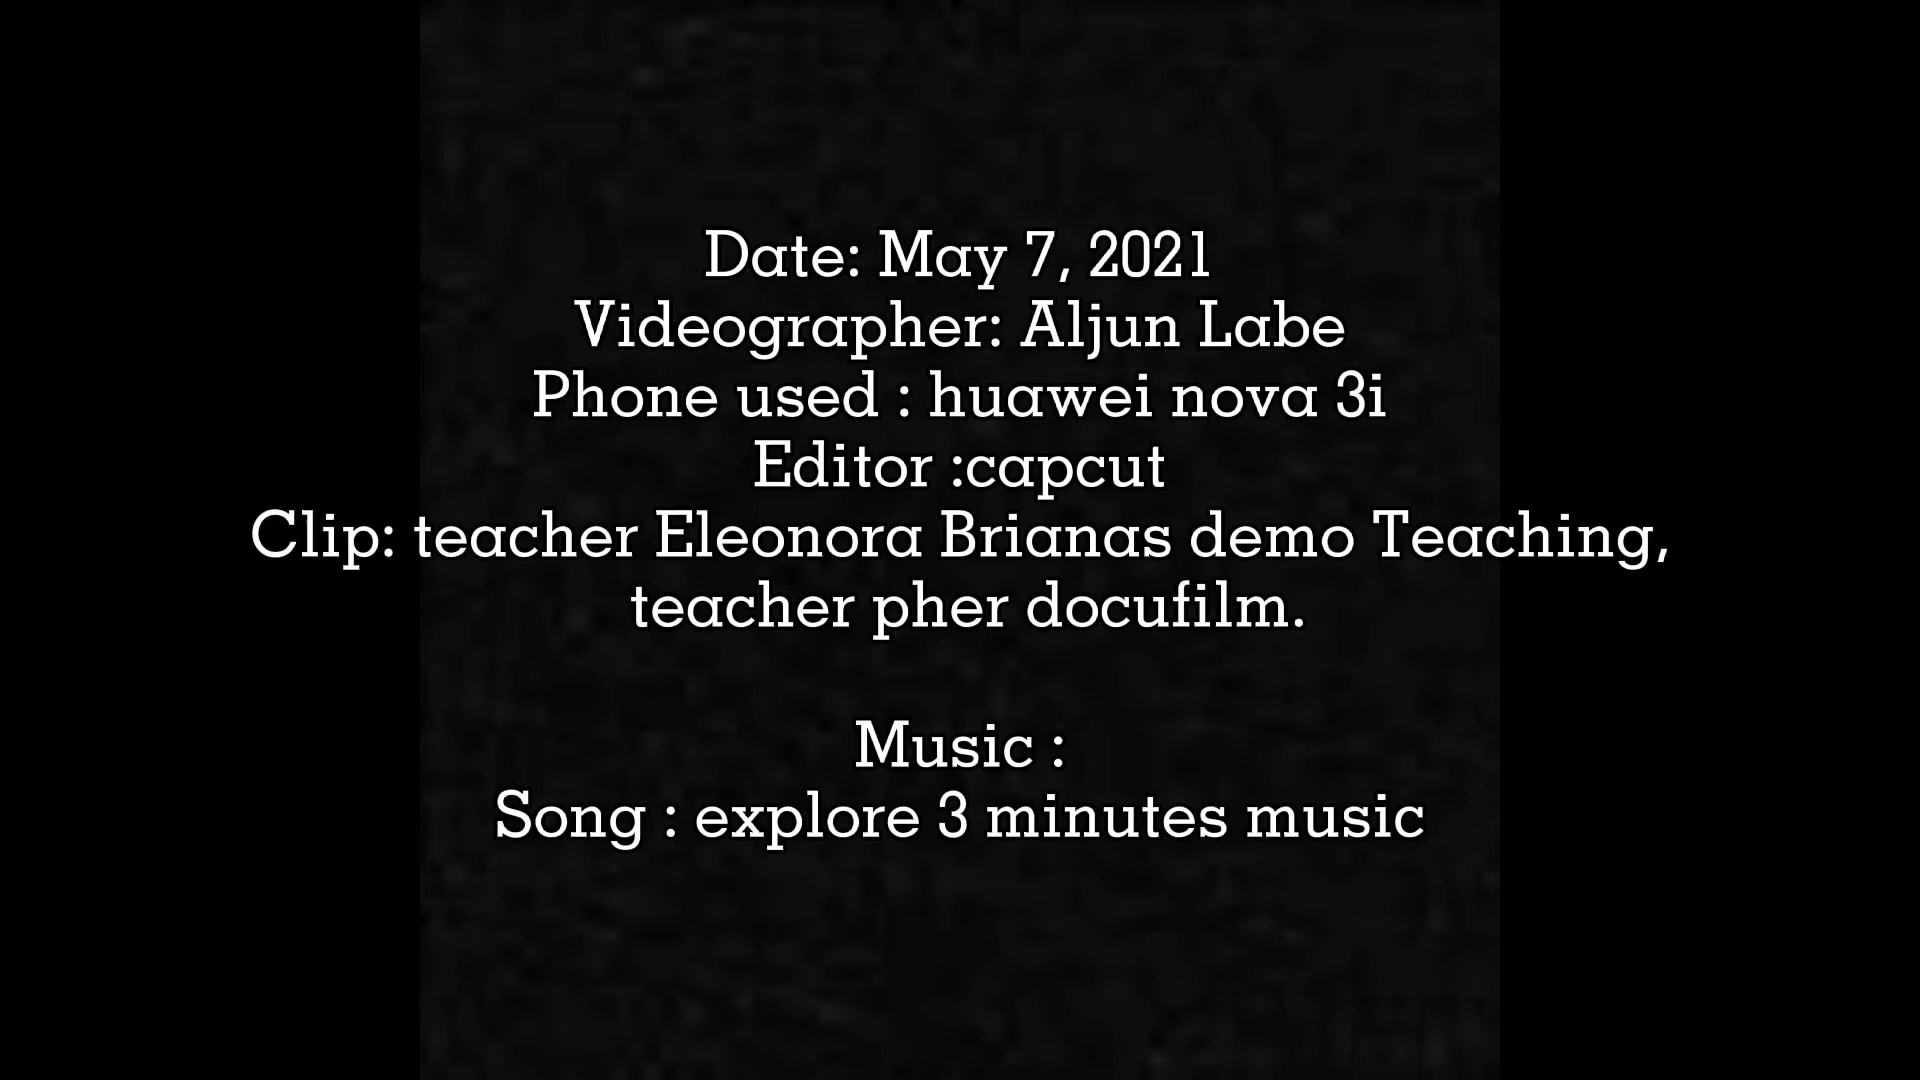 Date: May 7, 2021
Videographer: Aljun Labe
Phone used : huawei nova 3i
Editor :capcut
Clip: teacher Eleonora Brianas demo Teaching,
teacher pher docufilm.
Music :
Song : explore 3 minutes music